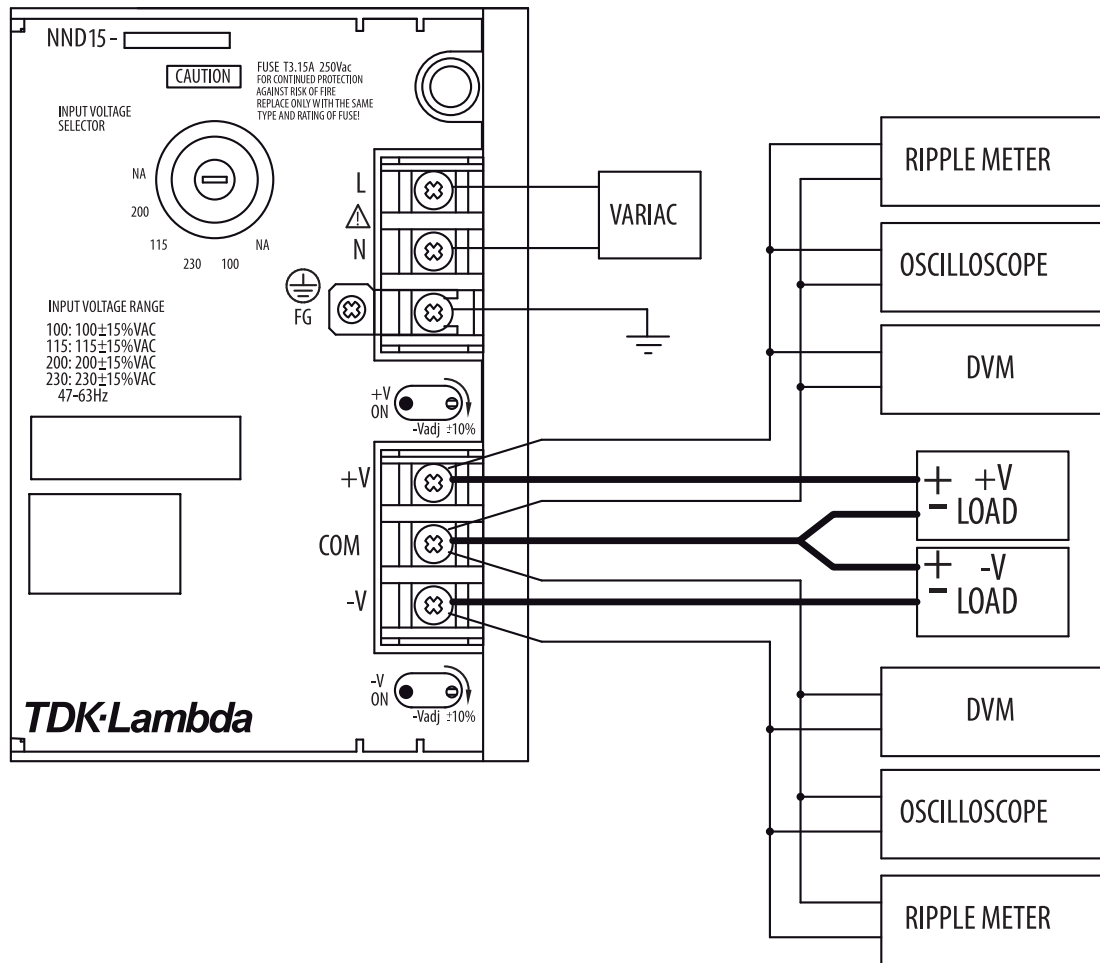 NND15 -
CAUTION
FUSE T3.15A 250Vac
FOR CONTINUED PROTECTION
AGAINST RISK OF FIRE
REPLACE ONLY WITH THE SAME
TYPE AND RATING OF FUSE!
INPUT VOLTAGE
SELECTOR
NA
200
115
230
100
NA
L
N
FG
INPUT VOLTAGE RANGE
100: 100±15%VAC
115: 115±15%VAC
200: 200±15%VAC
230: 230±15%VAC
47-63Hz
+V
ON
-Vadj ±10%
+V
COM
-V
-V
ON
-Vadj ±10%
TDK·Lambda
VARIAC
RIPPLE METER
OSCILLOSCOPE
DVM
+ +V
- LOAD
+ -V
- LOAD
DVM
OSCILLOSCOPE
RIPPLE METER